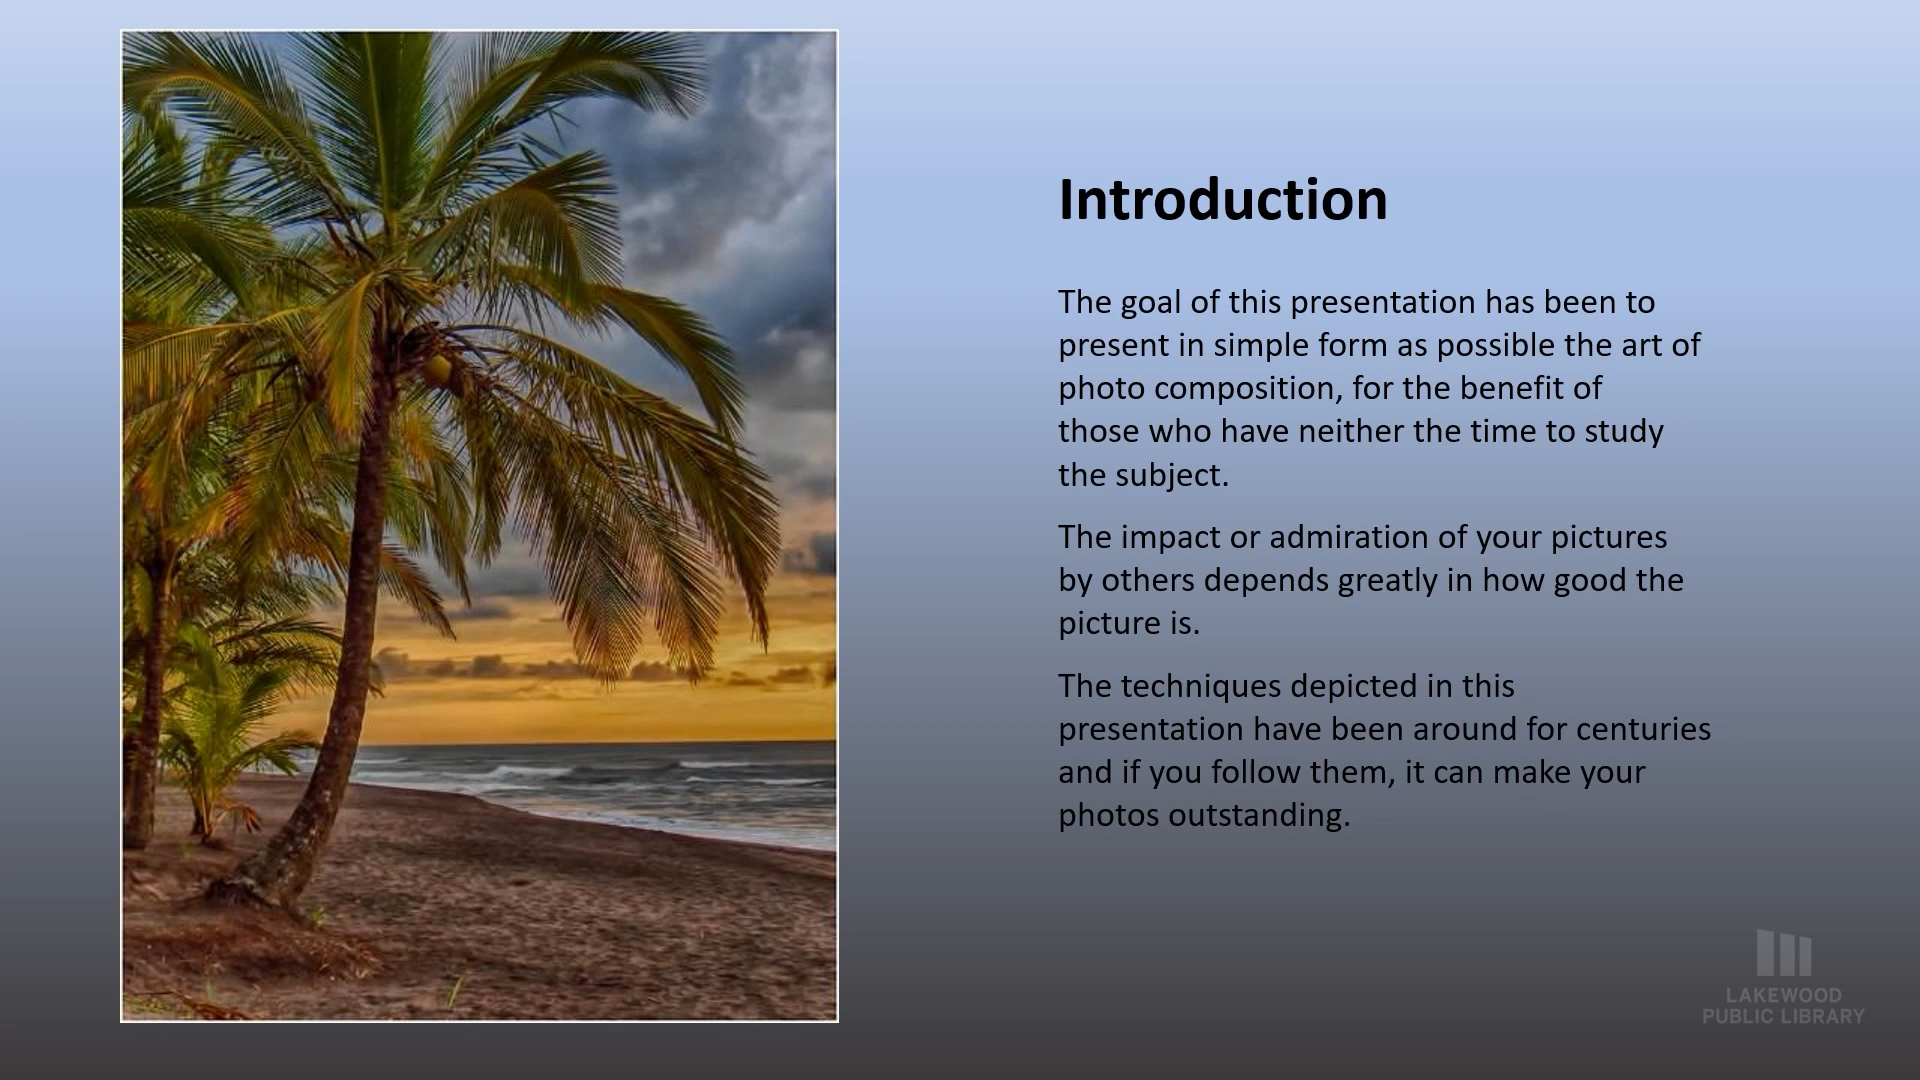 Introduction
The goal of this presentation has been to
present in simple form as possible the art of
photo composition, for the benefit of
those who have neither the time to study
the subject.
The impact or admiration of your pictures
by others depends greatly in how good the
picture is.
The techniques depicted in this
presentation have been around for centuries
and if you follow them, it can make your
photos outstanding.
LAKEWOOD
PUBLIC LIBRARY